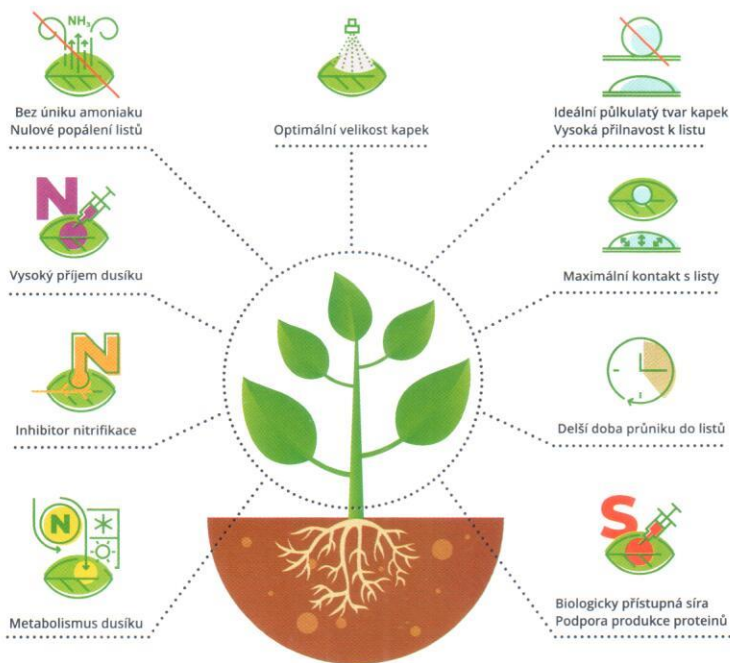 NH₃
Bez úniku amoniaku
Nulové popálení listů
Optimální velikost kapek
Ideální půlkulatý tvar kapek
Vysoká přilnavost k listu
N
Vysoký příjem dusíku
Maximální kontakt s listy
N
Inhibitor nitrifikace
Delší doba průniku do listů
N
Metabolismus dusíku
S
Biologicky přístupná síra
Podpora produkce proteinů